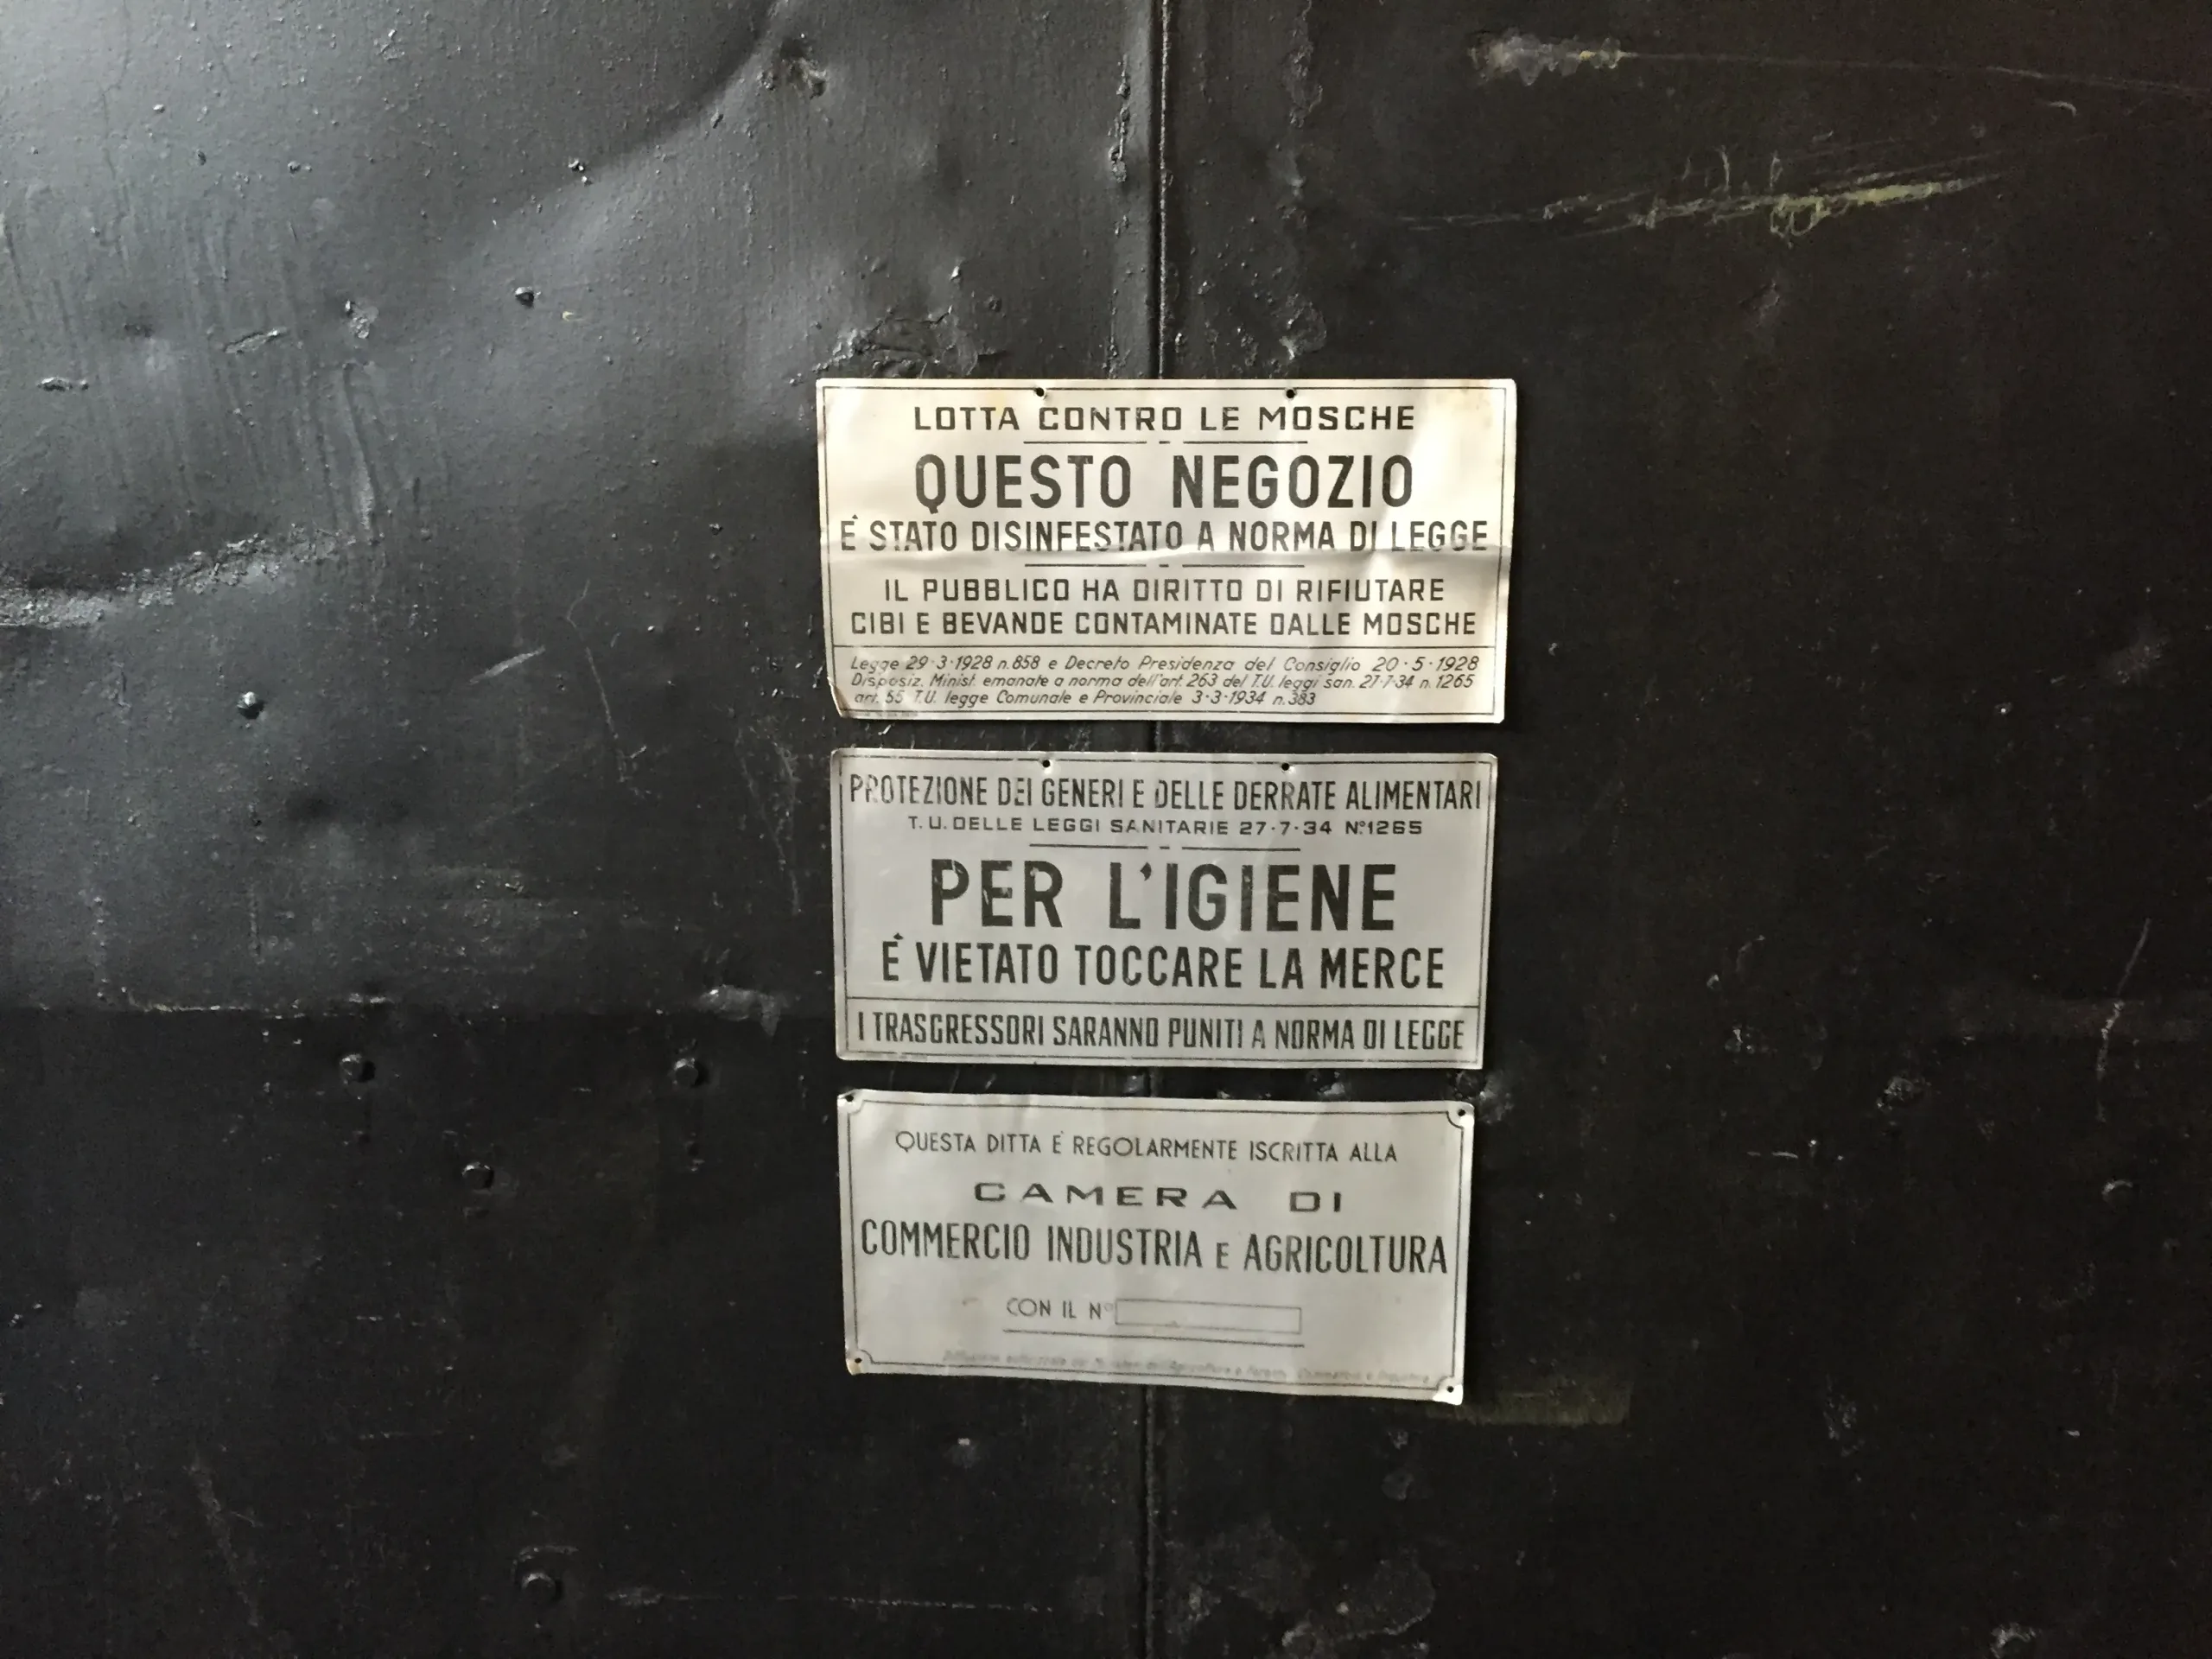 LOTTA CONTRO LE MOSCHE
QUESTO NEGOZIO
È STATO DISINFESTATO A NORMA DI LEGGE
IL PUBBLICO HA DIRITTO DI RIFIUTARE
CIBI E BEVANDE CONTAMINATE DALLE MOSCHE
Legge 29·3·1928 n.858 e Decreto Presidenza del Consiglio 20·5·1928
Disposiz. Minist. emanate a norma dell'art. 263 del T.U. leggi san. 27·7·34 n. 1265
art. 55 T.U. legge Comunale e Provinciale 3·3·1934 n.383
PROTEZIONE DEI GENERI E DELLE DERRATE ALIMENTARI
T. U. DELLE LEGGI SANITARIE 27·7·34 N°1265
PER L'IGIENE
È VIETATO TOCCARE LA MERCE
I TRASGRESSORI SARANNO PUNITI A NORMA DI LEGGE
QUESTA DITTA E' REGOLARMENTE ISCRITTA ALLA
CAMERA DI
COMMERCIO INDUSTRIA E AGRICOLTURA
CON IL N°